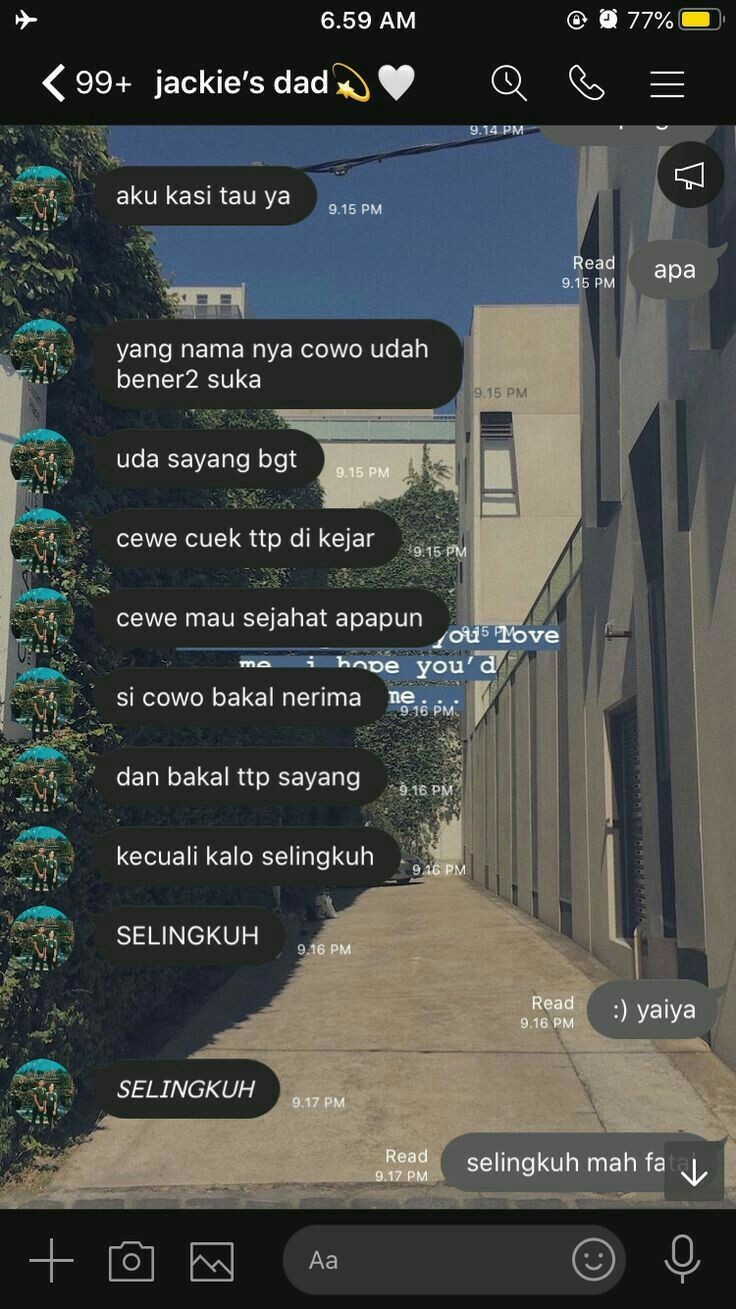 6.59 AM
77%
99+ jackie's dad💫🤍
9.14 PM
aku kasi tau ya
9.15 PM
Read
9.15 PM
apa
yang nama nya cowo udah
bener2 suka
9.15 PM
uda sayang bgt
9.15 PM
cewe cuek ttp di kejar
9.15 PM
cewe mau sejahat apapun
9.15 PM
you love
me. i hope you'd
me...
si cowo bakal nerima
9.16 PM
dan bakal ttp sayang
9.16 PM
kecuali kalo selingkuh
9.16 PM
SELINGKUH
9.16 PM
Read
9.16 PM
:) yaiya
SELINGKUH
9.17 PM
Read
9.17 PM
selingkuh mah fatal
Aa